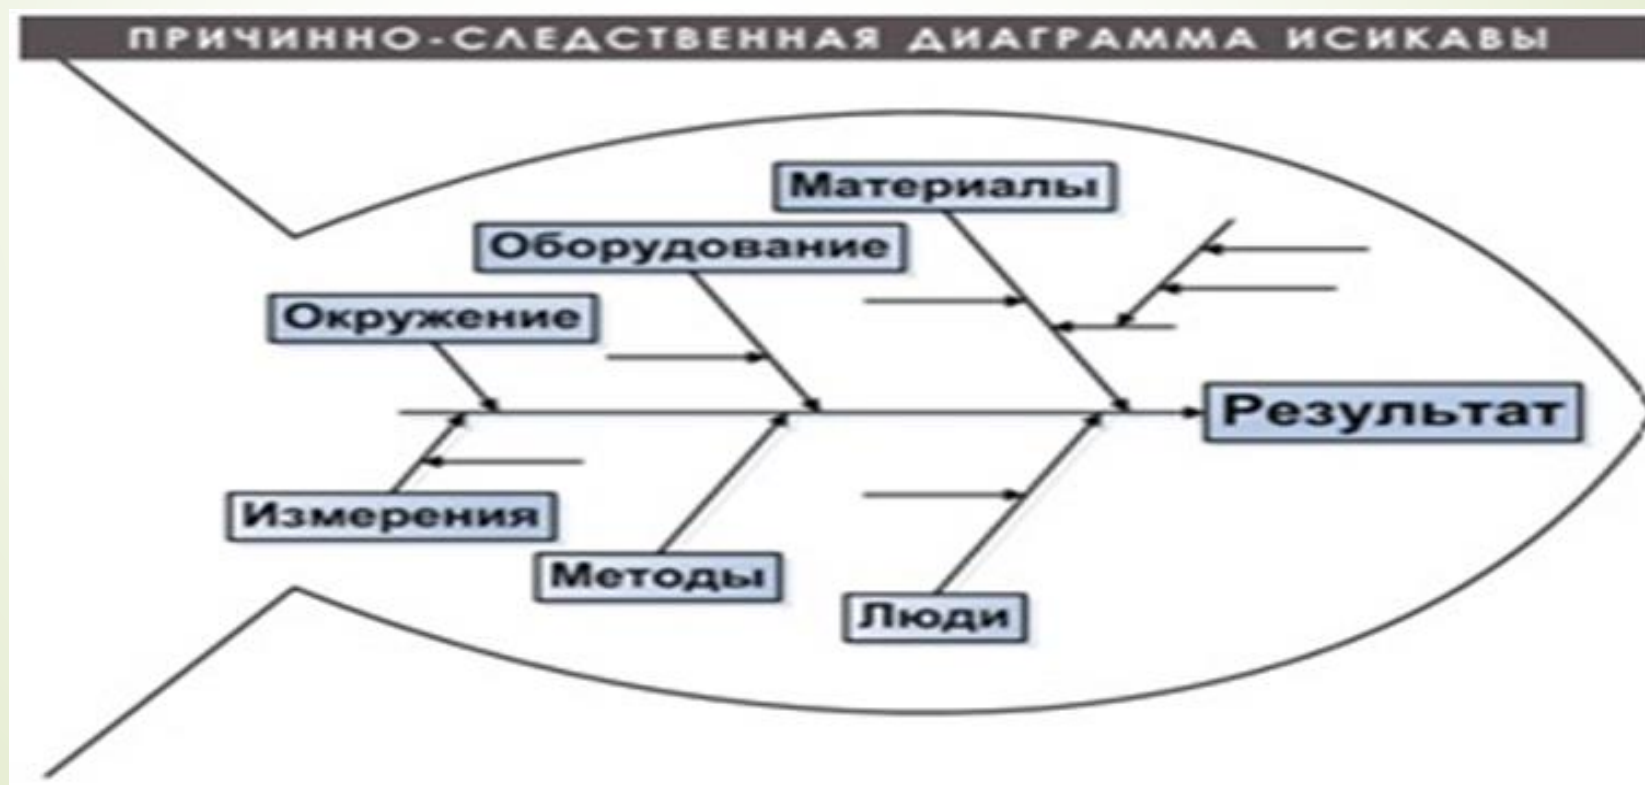 ПРИЧИННО-СЛЕДСТВЕННАЯ ДИАГРАММА ИСИКАВЫ
Материалы
Оборудование
Окружение
Результат
Измерения
Методы
Люди